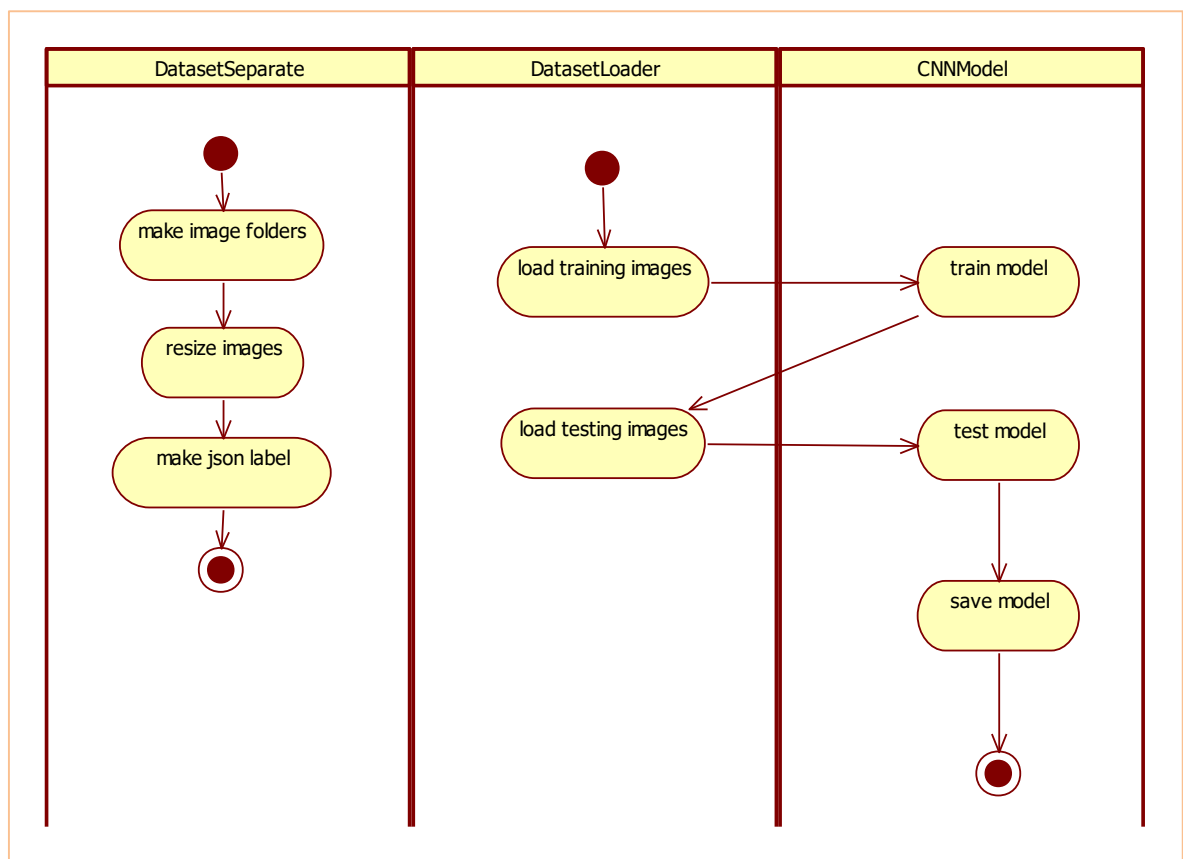 DatasetSeparate
DatasetLoader
CNNModel
make image folders
resize images
make json label
load training images
train model
load testing images
test model
save model